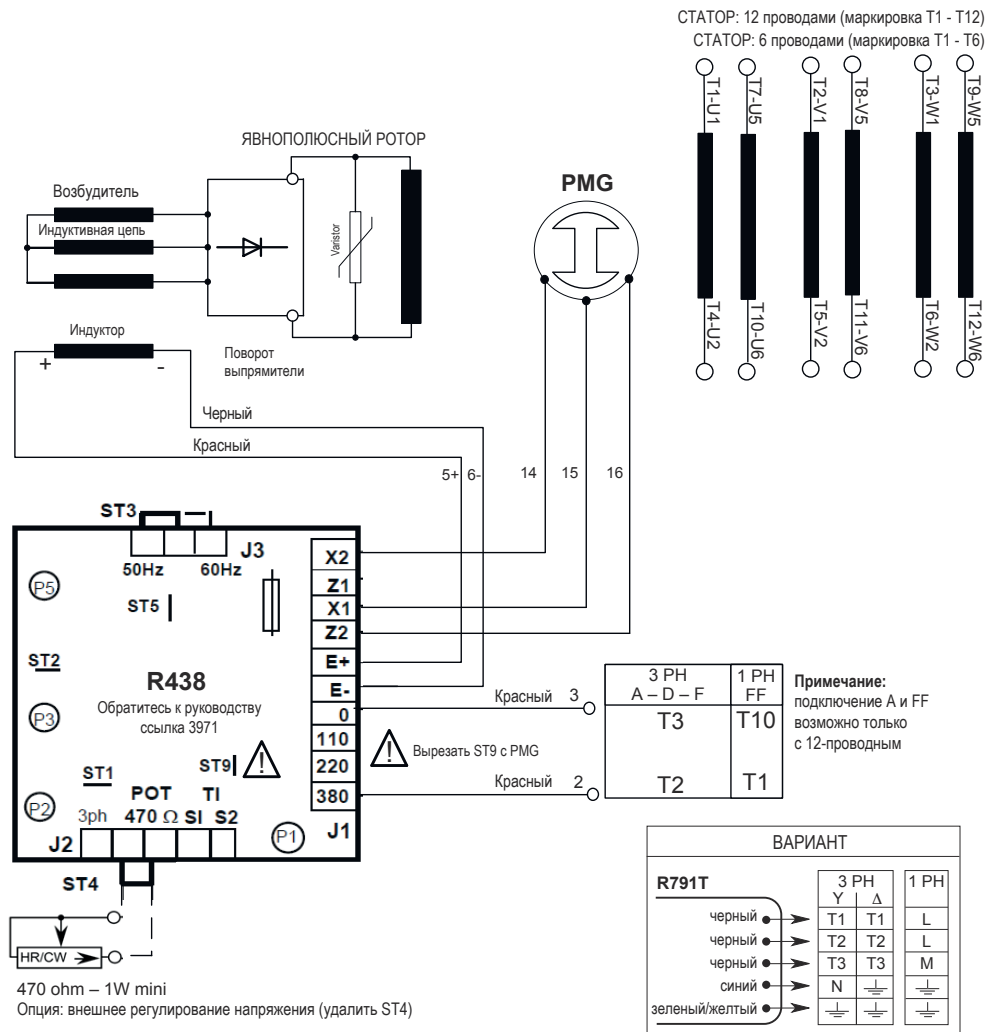 СТАТОР: 12 проводами (маркировка T1 - T12)
СТАТОР: 6 проводами (маркировка T1 - T6)
T1-U1
T7-U5
T2-V1
T8-V5
T3-W1
T9-W5
T4-U2
T10-U6
T5-V2
T11-V6
T6-W2
T12-W6
ЯВНОПОЛЮСНЫЙ РОТОР
Возбудитель
Индуктивная цепь
Varistor
PMG
Индуктор
+ -
Поворот
выпрямители
Черный
Красный
5+ 6- 14 15 16
ST3
J3
50Hz 60Hz
P5
ST5
ST2
R438
Обратитесь к руководству
ссылка 3971
P3
ST1
ST9
P2
POT TI
3ph 470 Ω SI S2
J2
P1
J1
ST4
X2
Z1
X1
Z2
E+
E-
0
110
220
380
Вырезать ST9 с PMG
Красный 3
Красный 2
3 PH 1 PH
A – D – F FF
T3 T10
T2 T1
Примечание:
подключение A и FF
возможно только
с 12-проводным
HR/CW
470 ohm – 1W mini
Опция: внешнее регулирование напряжения (удалить ST4)
ВАРИАНТ
R791T
3 PH 1 PH
Y Δ
черный T1 T1 L
черный T2 T2 L
черный T3 T3 M
синий N
зеленый/желтый